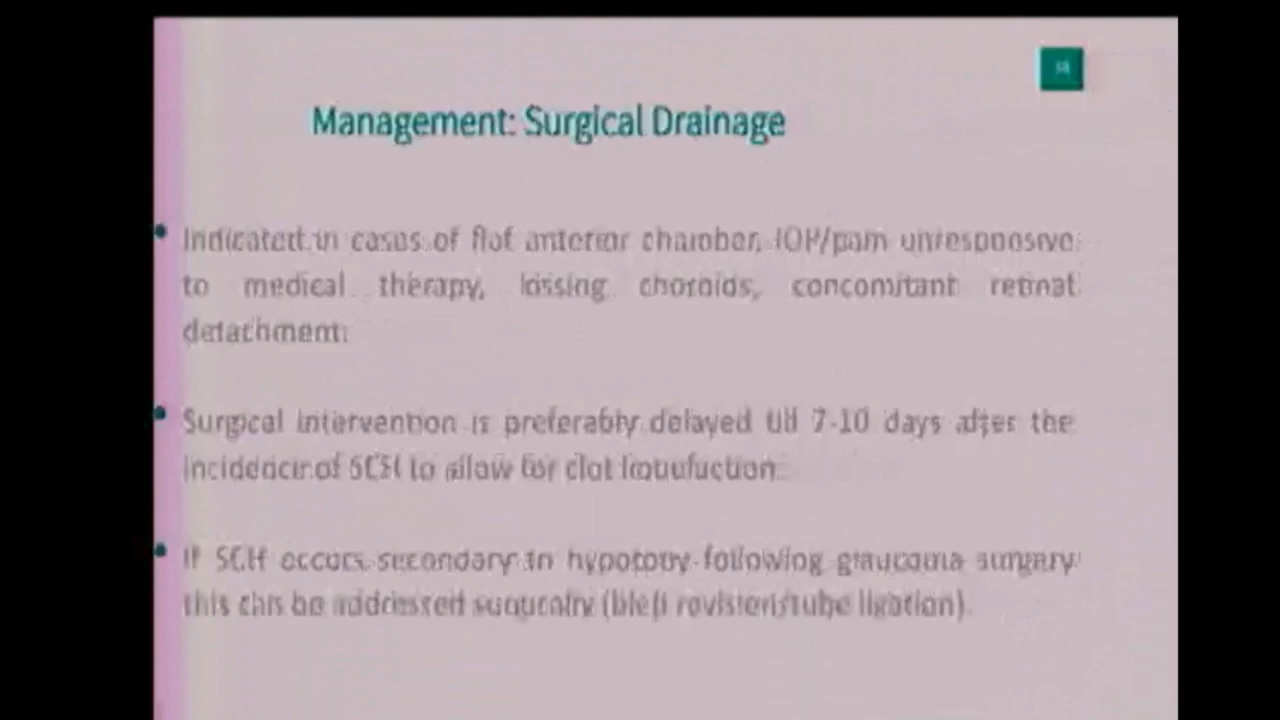 Management: Surgical Drainage
Indicated in cases of flat anterior chamber, IOP/pain unresponsive
to medical therapy, kissing choroids, concomitant retinal
detachment.
Surgical intervention is preferably delayed till 7-10 days after the
incidence of SCH to allow for clot liquefaction.
If SCH occurs secondary to hypotony following glaucoma surgery
this can be addressed surgically (bleb revision/tube ligation).